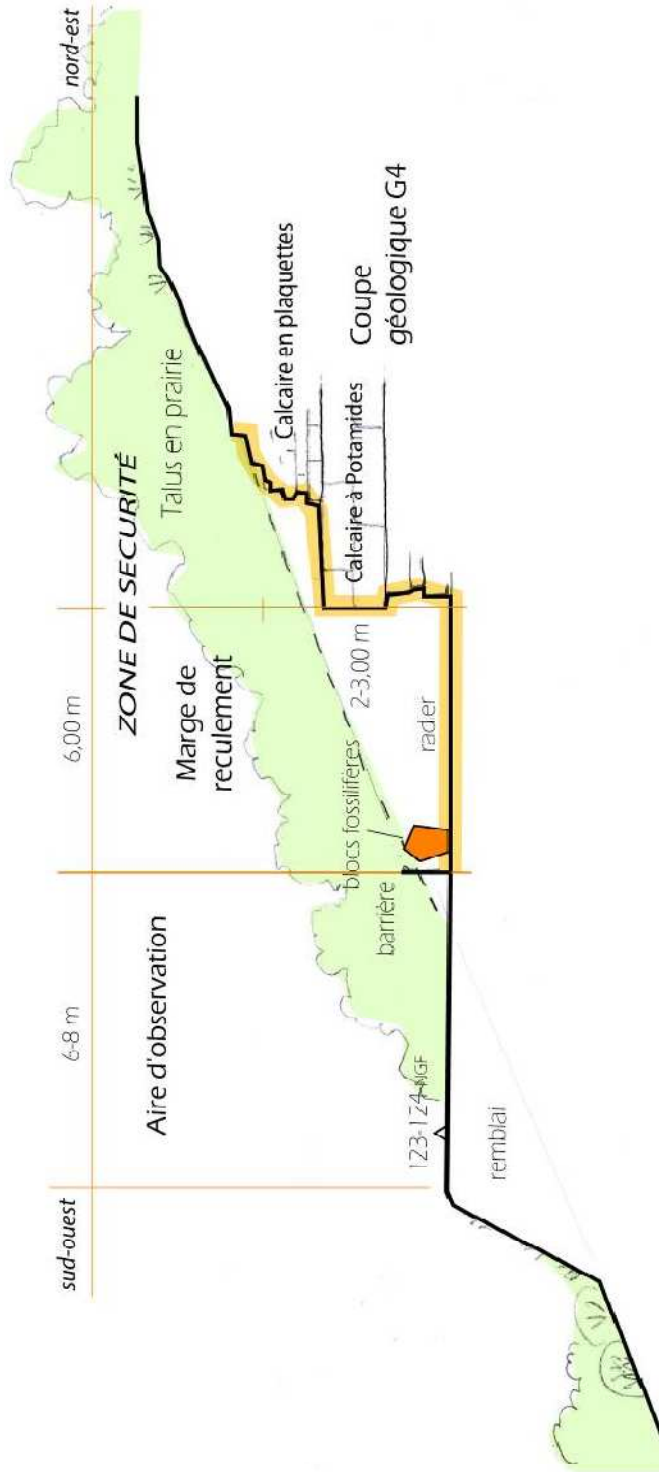 sud-ouest
6-8 m
6,00 m
nord-est
ZONE DE SECURITÉ
Aire d'observation
Marge de
reculement
Talus en prairie
Calcaire en plaquettes
blocs fossilifères
2-3,00 m
Calcaire à Potamides
Coupe
géologique G4
barrière
123-124 NGF
rader
remblai